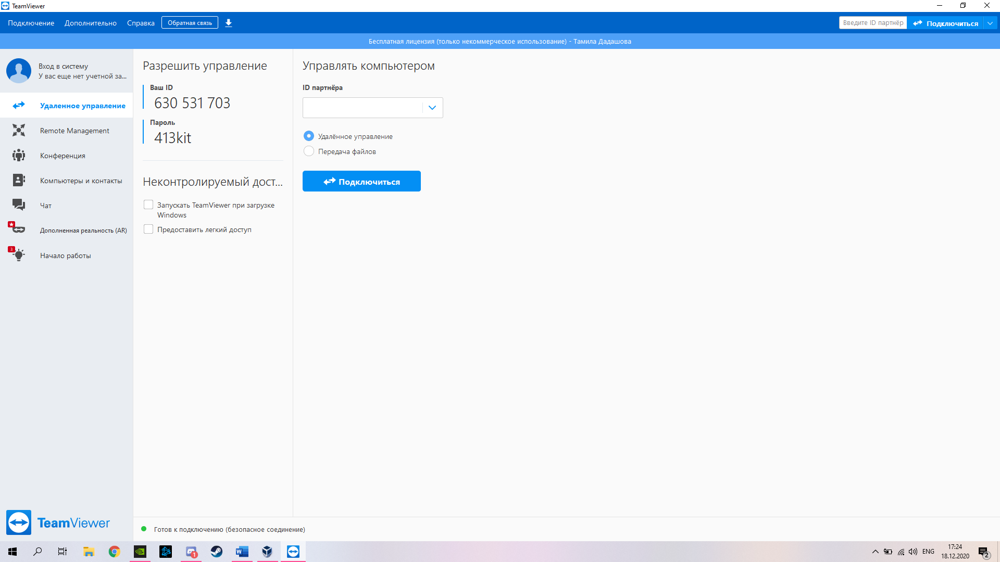 TeamViewer
Подключение Дополнительно Справка Обратная связь
Введите ID партнёр Подключиться
Бесплатная лицензия (только некоммерческое использование) - Тамила Дадашова
Вход в систему
У вас еще нет учетной за...
Удаленное управление
Remote Management
Конференция
Компьютеры и контакты
Чат
Дополненная реальность (AR)
3
Начало работы
TeamViewer
Разрешить управление
Ваш ID
630 531 703
Пароль
413kit
Неконтролируемый дост...
Запускать TeamViewer при загрузке
Windows
Предоставить легкий доступ
Управлять компьютером
ID партнёра
Удалённое управление
Передача файлов
Подключиться
Готов к подключению (безопасное соединение)
1
W
ENG
17:24
18.12.2020
2